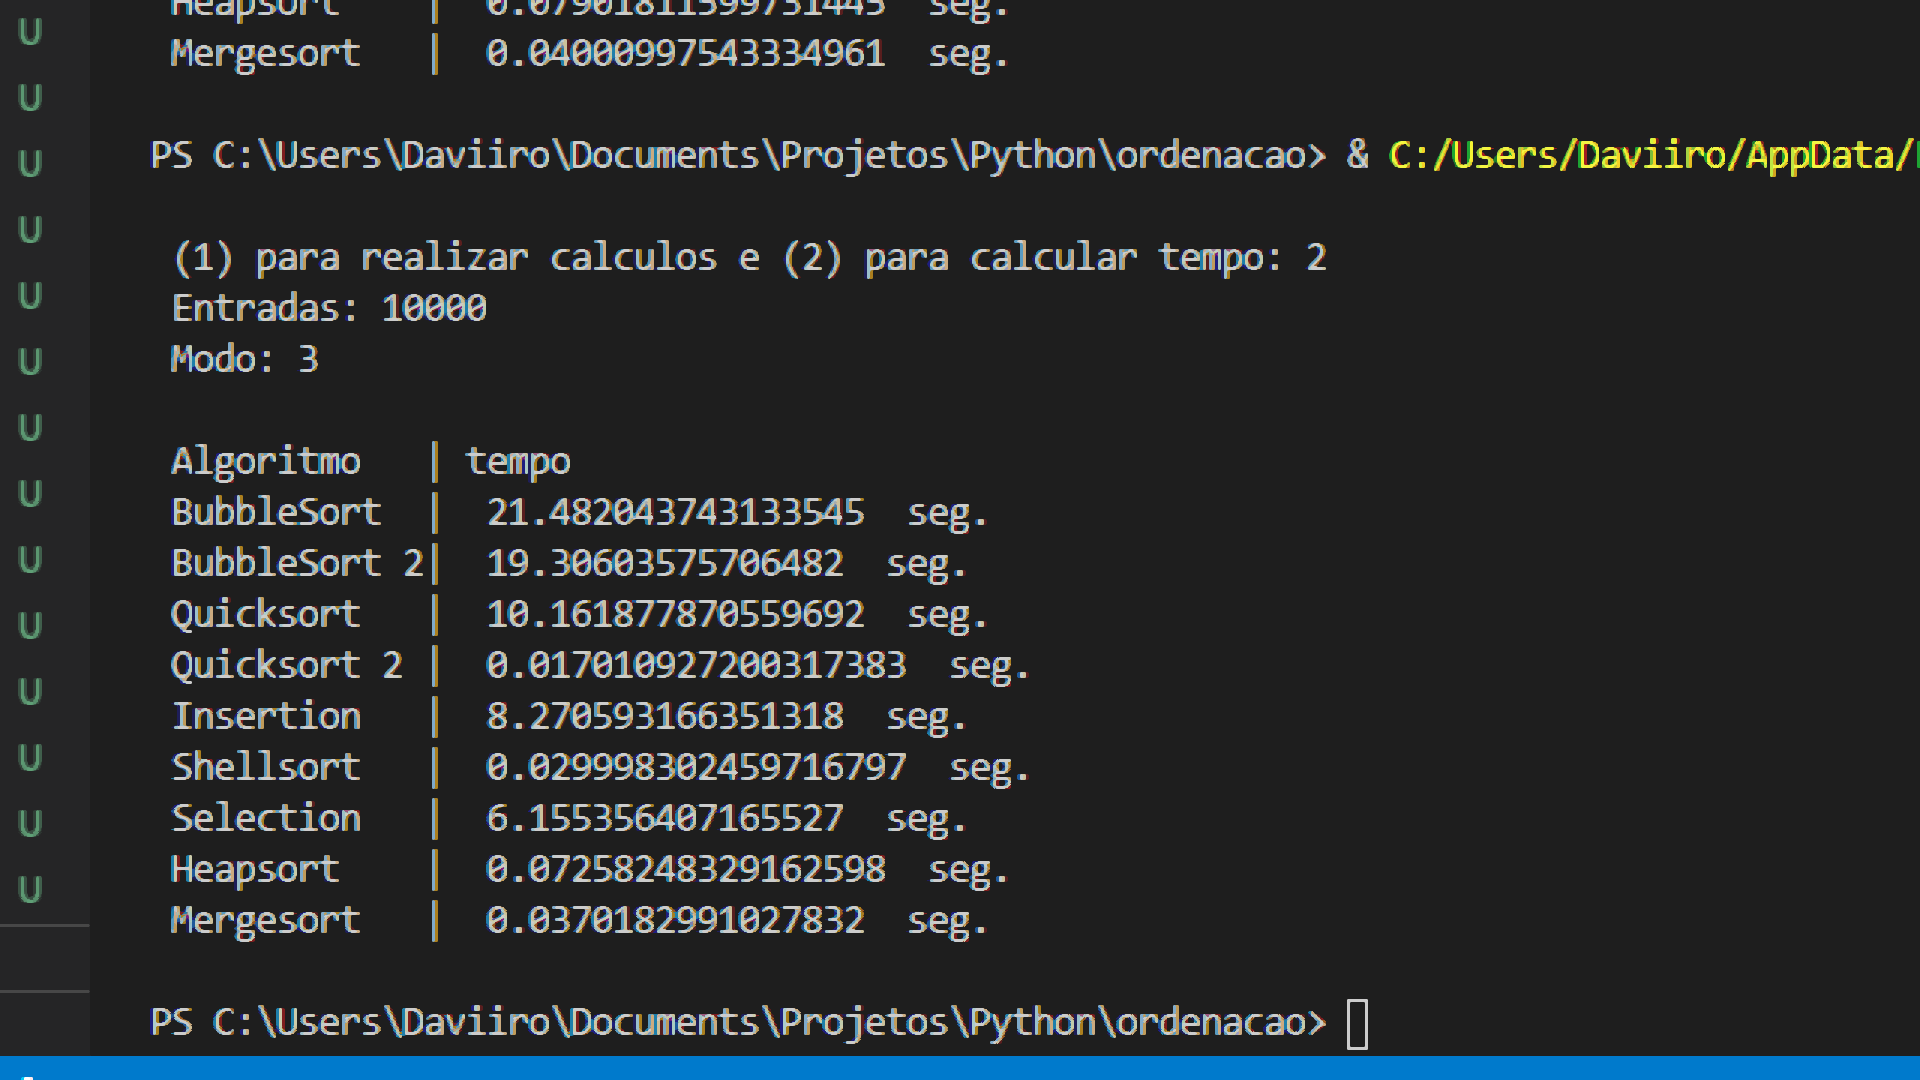 U
U
U
U
U
U
U
U
U
U
U
U
U
U
Heapsort | 0.07901811599731445 seg.
Mergesort | 0.04000997543334961 seg.
PS C:\Users\Daviiro\Documents\Projetos\Python\ordenacao> & C:/Users/Daviiro/AppData/
(1) para realizar calculos e (2) para calcular tempo: 2
Entradas: 10000
Modo: 3
Algoritmo | tempo
BubbleSort | 21.482043743133545 seg.
BubbleSort 2| 19.30603575706482 seg.
Quicksort | 10.161877870559692 seg.
Quicksort 2 | 0.017010927200317383 seg.
Insertion | 8.270593166351318 seg.
Shellsort | 0.029998302459716797 seg.
Selection | 6.155356407165527 seg.
Heapsort | 0.07258248329162598 seg.
Mergesort | 0.0370182991027832 seg.
PS C:\Users\Daviiro\Documents\Projetos\Python\ordenacao>